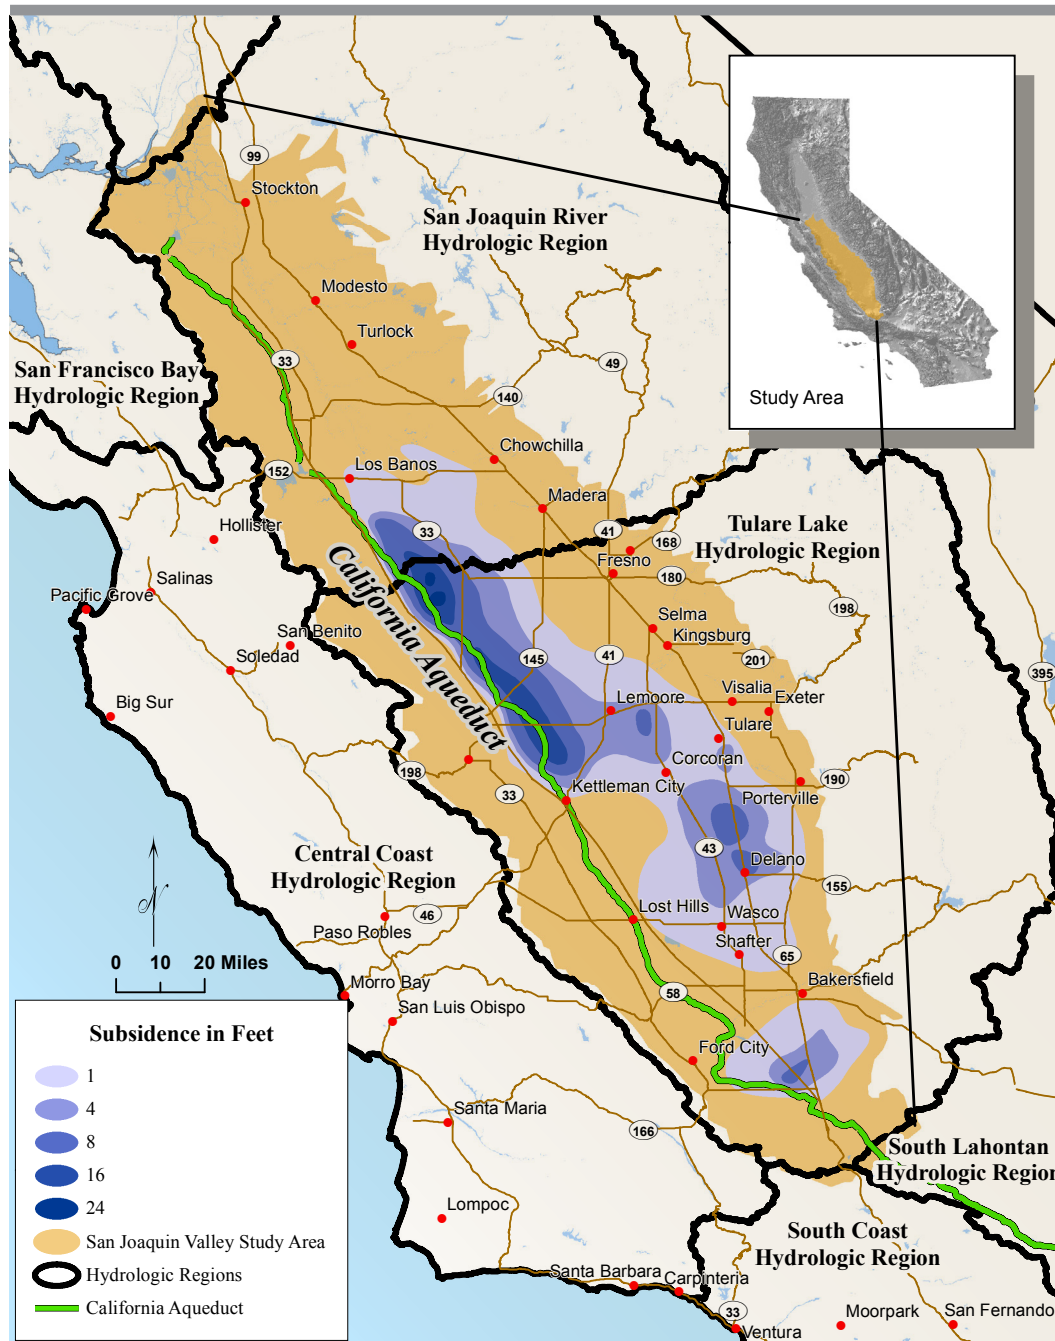 99
Stockton
San Joaquin River
Hydrologic Region
Modesto
Turlock
33
49
San Francisco Bay
Hydrologic Region
140
Study Area
Chowchilla
152
Los Banos
Madera
Hollister
33
41
168
Tulare Lake
Hydrologic Region
Fresno
180
California Aqueduct
Salinas
Pacific Grove
198
San Benito
Selma
Kingsburg
Soledad
145
41
201
395
Big Sur
Lemoore
Visalia
Exeter
Tulare
198
Corcoran
190
33
Kettleman City
Porterville
Central Coast
Hydrologic Region
43
Delano
155
N
46
Paso Robles
Lost Hills
Wasco
Shafter
65
0 10 20 Miles
Morro Bay
58
Bakersfield
San Luis Obispo
Subsidence in Feet
1
4
8
16
24
San Joaquin Valley Study Area
Hydrologic Regions
California Aqueduct
Ford City
Santa Maria
166
South Lahontan
Hydrologic Region
Lompoc
South Coast
Hydrologic Region
Santa Barbara
Carpinteria
33
Ventura
Moorpark
San Fernando